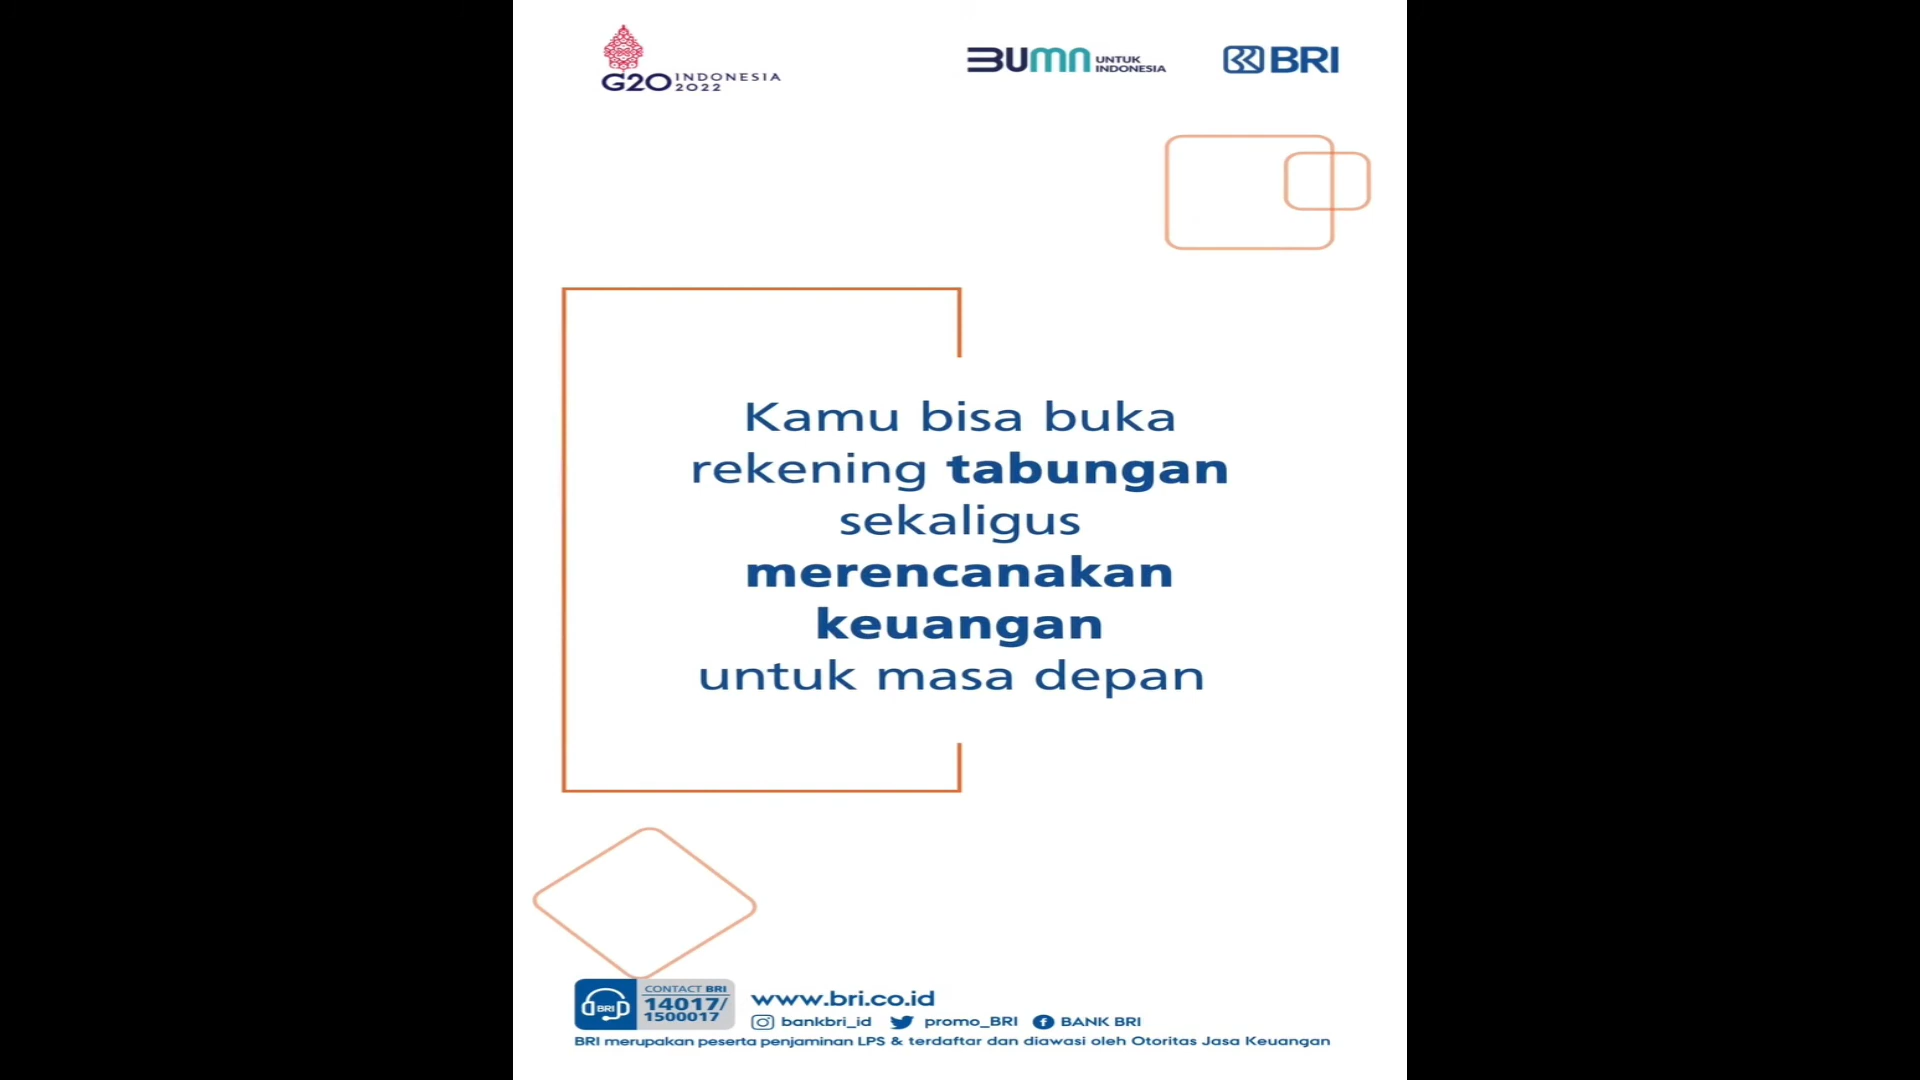 G20 INDONESIA
2022
BUMN UNTUK
INDONESIA
BRI
Kamu bisa buka
rekening tabungan
sekaligus
merencanakan
keuangan
untuk masa depan
BRI
CONTACT BRI
14017/
1500017
www.bri.co.id
bankbri_id promo_BRI BANK BRI
BRI merupakan peserta penjaminan LPS & terdaftar dan diawasi oleh Otoritas Jasa Keuangan